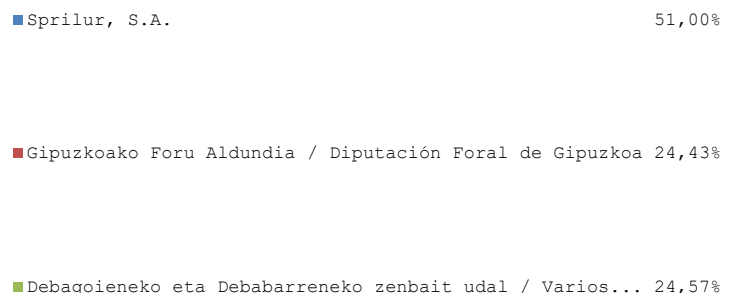 Sprilur, S.A. 51,00%
Gipuzkoako Foru Aldundia / Diputación Foral de Gipuzkoa 24,43%
Debagoieneko eta Debabarreneko zenbait udal / Varios... 24,57%